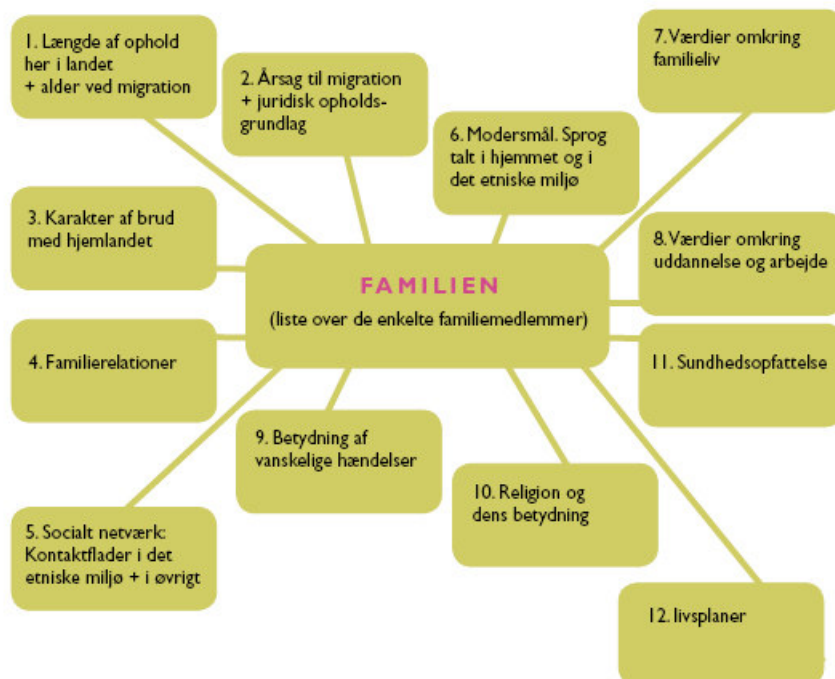 1. Længde af ophold
her i landet
+ alder ved migration
2. Årsag til migration
+ juridisk opholds-
grundlag
6. Modersmål. Sprog
talt i hjemmet og i
det etniske miljø
7. Værdier omkring
familieliv
3. Karakter af brud
med hjemlandet
FAMILIEN
(liste over de enkelte familiemedlemmer)
8. Værdier omkring
uddannelse og arbejde
4. Familierelationer
11. Sundhedsopfattelse
9. Betydning af
vanskelige hændelser
10. Religion og
dens betydning
5. Socialt netværk:
Kontaktflader i det
etniske miljø + i øvrigt
12. livsplaner